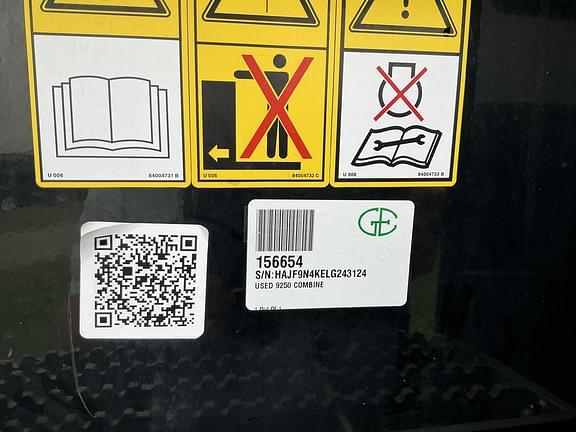 U 006 84004731 B
U 006 84004732 C
U 008 84004733 B
GE
156654
S/N:HAJF9N4KELG243124
USED 9250 COMBINE